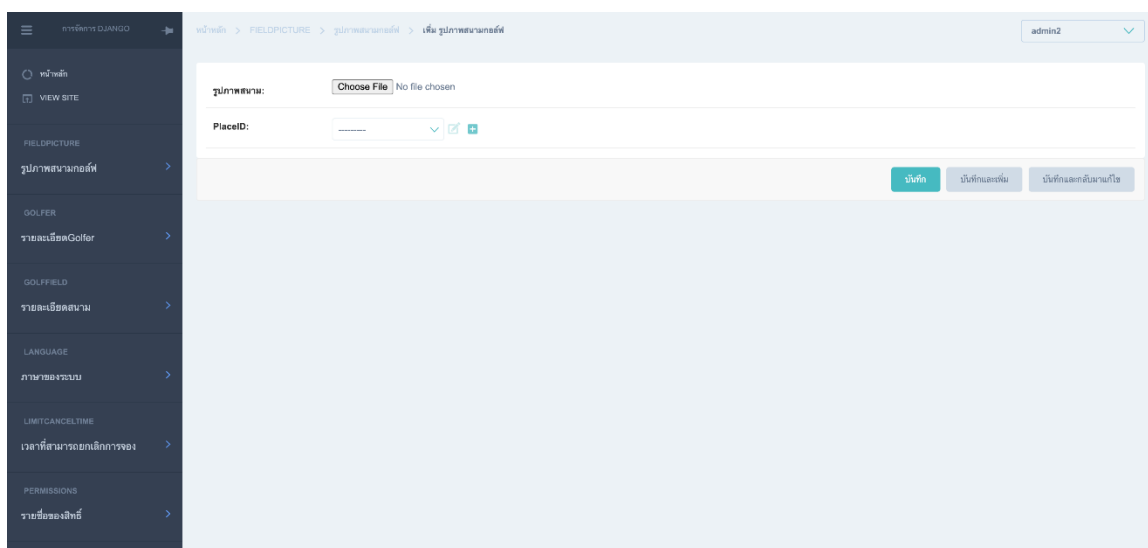 การจัดการ DJANGO
หน้าหลัก > FIELDPICTURE > รูปภาพสนามกอล์ฟ > เพิ่ม รูปภาพสนามกอล์ฟ
admin2
หน้าหลัก
VIEW SITE
FIELDPICTURE
รูปภาพสนามกอล์ฟ
GOLFER
รายละเอียดGolfer
GOLFFIELD
รายละเอียดสนาม
LANGUAGE
ภาษาของระบบ
LIMITCANCELTIME
เวลาที่สามารถยกเลิกการจอง
PERMISSIONS
รายชื่อของสิทธิ์
รูปภาพสนาม: Choose File No file chosen
PlaceID: ---------
บันทึก บันทึกและเพิ่ม บันทึกและกลับมาแก้ไข